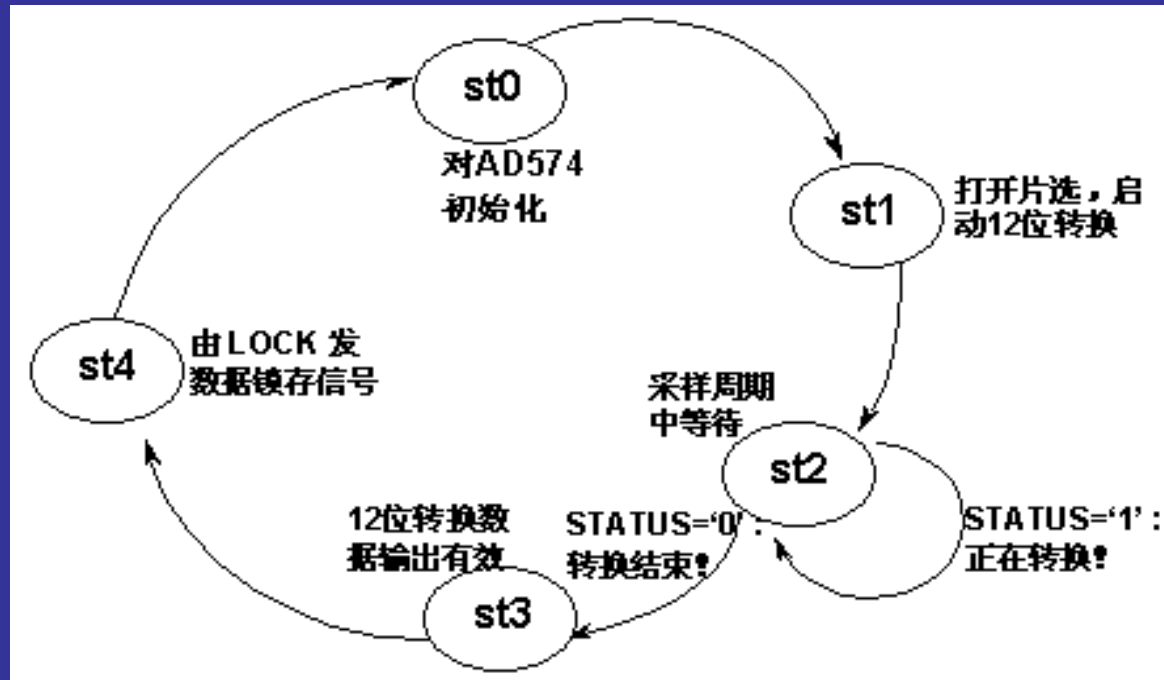 st0
对AD574
初始化
st1
打开片选，启
动12位转换
采样周期
中等待
st2
STATUS=‘1’：
正在转换！
STATUS=‘0’：
转换结束！
12位转换数
据输出有效
st3
由LOCK 发
数据镜存信号
st4